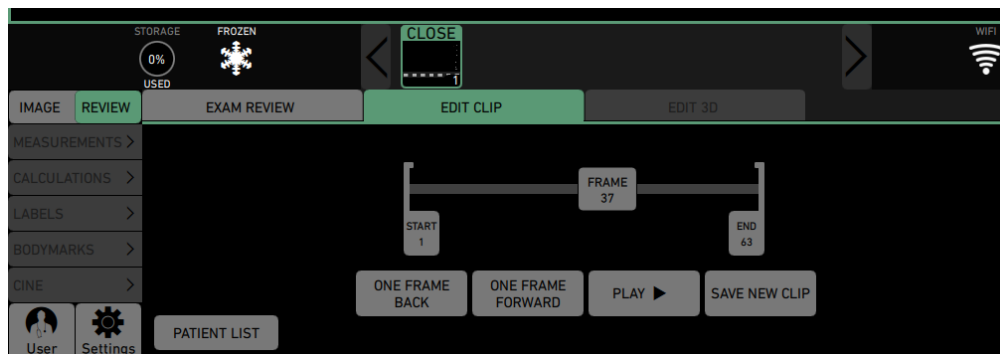 STORAGE
0%
USED
FROZEN
CLOSE
1
WIFI
IMAGE
REVIEW
EXAM REVIEW
EDIT CLIP
EDIT 3D
MEASUREMENTS >
CALCULATIONS >
LABELS >
BODYMARKS >
CINE >
FRAME
37
START
1
END
63
ONE FRAME
BACK
ONE FRAME
FORWARD
PLAY ▶
SAVE NEW CLIP
User
Settings
PATIENT LIST